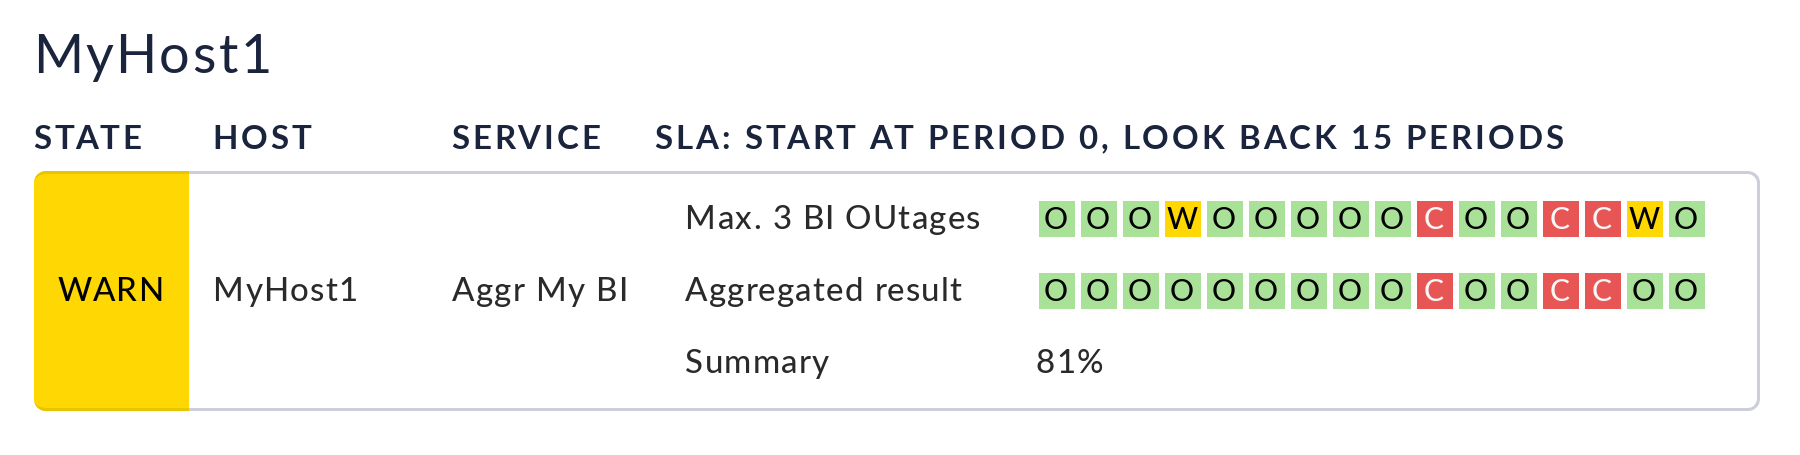 MyHost1
STATE HOST SERVICE SLA: START AT PERIOD 0, LOOK BACK 15 PERIODS
Max. 3 BI OUtages O O O W O O O O O C O O C C W O
WARN MyHost1 Aggr My BI Aggregated result O O O O O O O O O C O O C C O O
Summary 81%